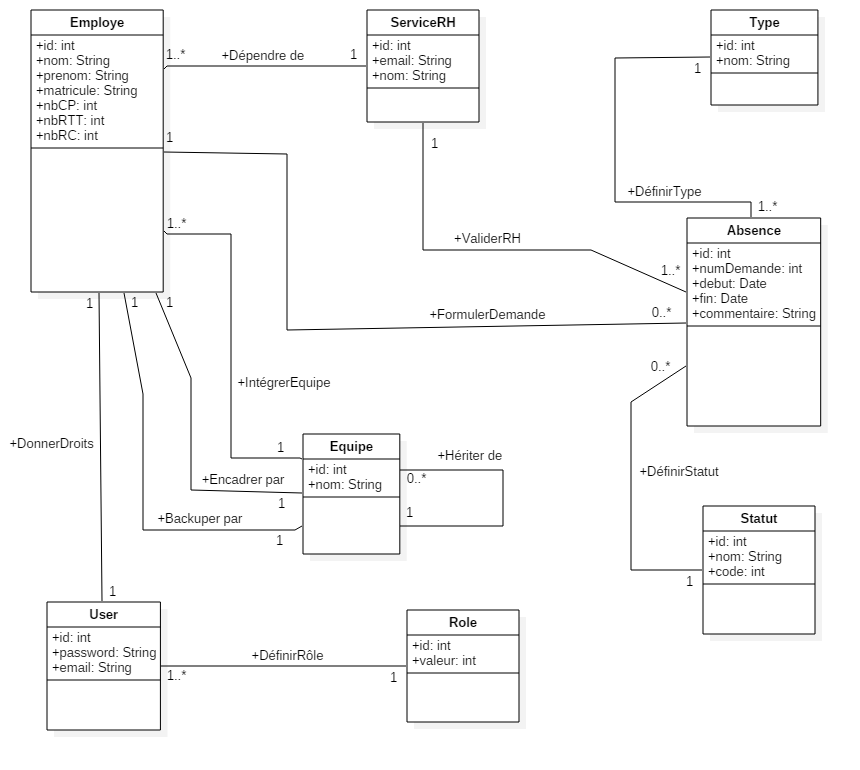 Employe
+id: int
+nom: String
+prenom: String
+matricule: String
+nbCP: int
+nbRTT: int
+nbRC: int
1..*
+Dépendre de
1
ServiceRH
+id: int
+email: String
+nom: String
Type
+id: int
+nom: String
1
1
1
+DéfinirType
1..*
Absence
+id: int
+numDemande: int
+debut: Date
+fin: Date
+commentaire: String
1..*
+ValiderRH
1..*
+FormulerDemande
0..*
1
1
1
0..*
+IntégrerEquipe
+DonnerDroits
1
Equipe
+id: int
+nom: String
+Hériter de
0..*
+Encadrer par
1
1
+Backuper par
1
+DéfinirStatut
Statut
+id: int
+nom: String
+code: int
1
1
User
+id: int
+password: String
+email: String
+DéfinirRôle
1..*
1
Role
+id: int
+valeur: int